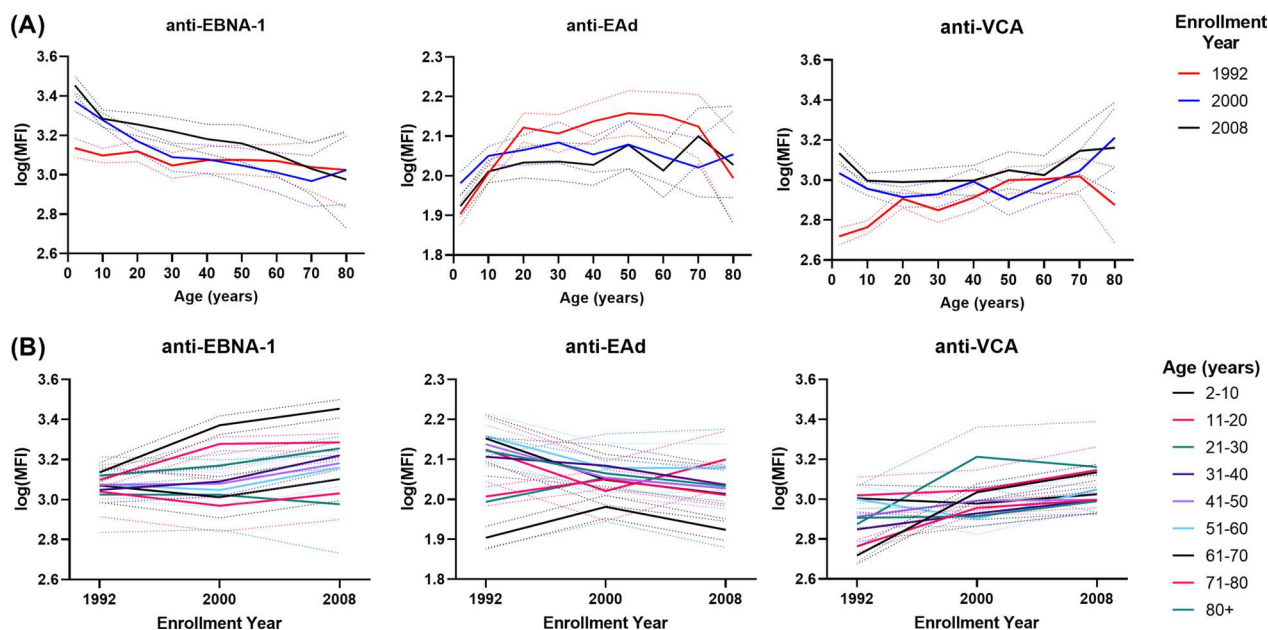 (A)
anti-EBNA-1
anti-EAd
anti-VCA
Enrollment
Year
1992
2000
2008
log(MFI)
3.6
3.4
3.2
3.0
2.8
2.6
0 10 20 30 40 50 60 70 80
Age (years)
log(MFI)
2.3
2.2
2.1
2.0
1.9
1.8
0 10 20 30 40 50 60 70 80
Age (years)
log(MFI)
3.6
3.4
3.2
3.0
2.8
2.6
0 10 20 30 40 50 60 70 80
Age (years)
(B)
anti-EBNA-1
anti-EAd
anti-VCA
log(MFI)
3.6
3.4
3.2
3.0
2.8
2.6
1992 2000 2008
Enrollment Year
log(MFI)
2.3
2.2
2.1
2.0
1.9
1.8
1992 2000 2008
Enrollment Year
log(MFI)
3.6
3.4
3.2
3.0
2.8
2.6
1992 2000 2008
Enrollment Year
Age (years)
2-10
11-20
21-30
31-40
41-50
51-60
61-70
71-80
80+